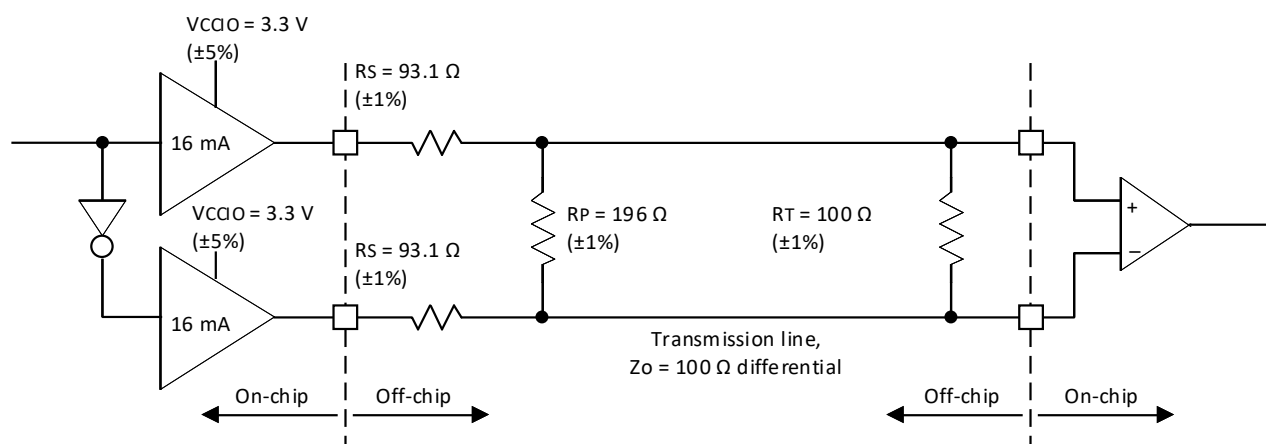 VCCIO = 3.3 V
(±5%)
16 mA
RS = 93.1 Ω
(±1%)
RP = 196 Ω
(±1%)
RT = 100 Ω
(±1%)
+
−
VCCIO = 3.3 V
(±5%)
16 mA
RS = 93.1 Ω
(±1%)
Transmission line,
Zo = 100 Ω differential
On-chip
Off-chip
Off-chip
On-chip